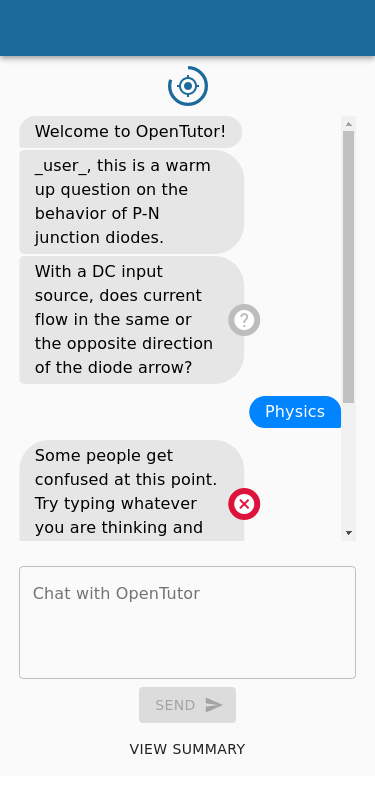 Welcome to OpenTutor!
_user_, this is a warm
up question on the
behavior of P-N
junction diodes.
With a DC input
source, does current
flow in the same or
the opposite direction
of the diode arrow?
Physics
Some people get
confused at this point.
Try typing whatever
you are thinking and
Chat with OpenTutor
SEND
VIEW SUMMARY